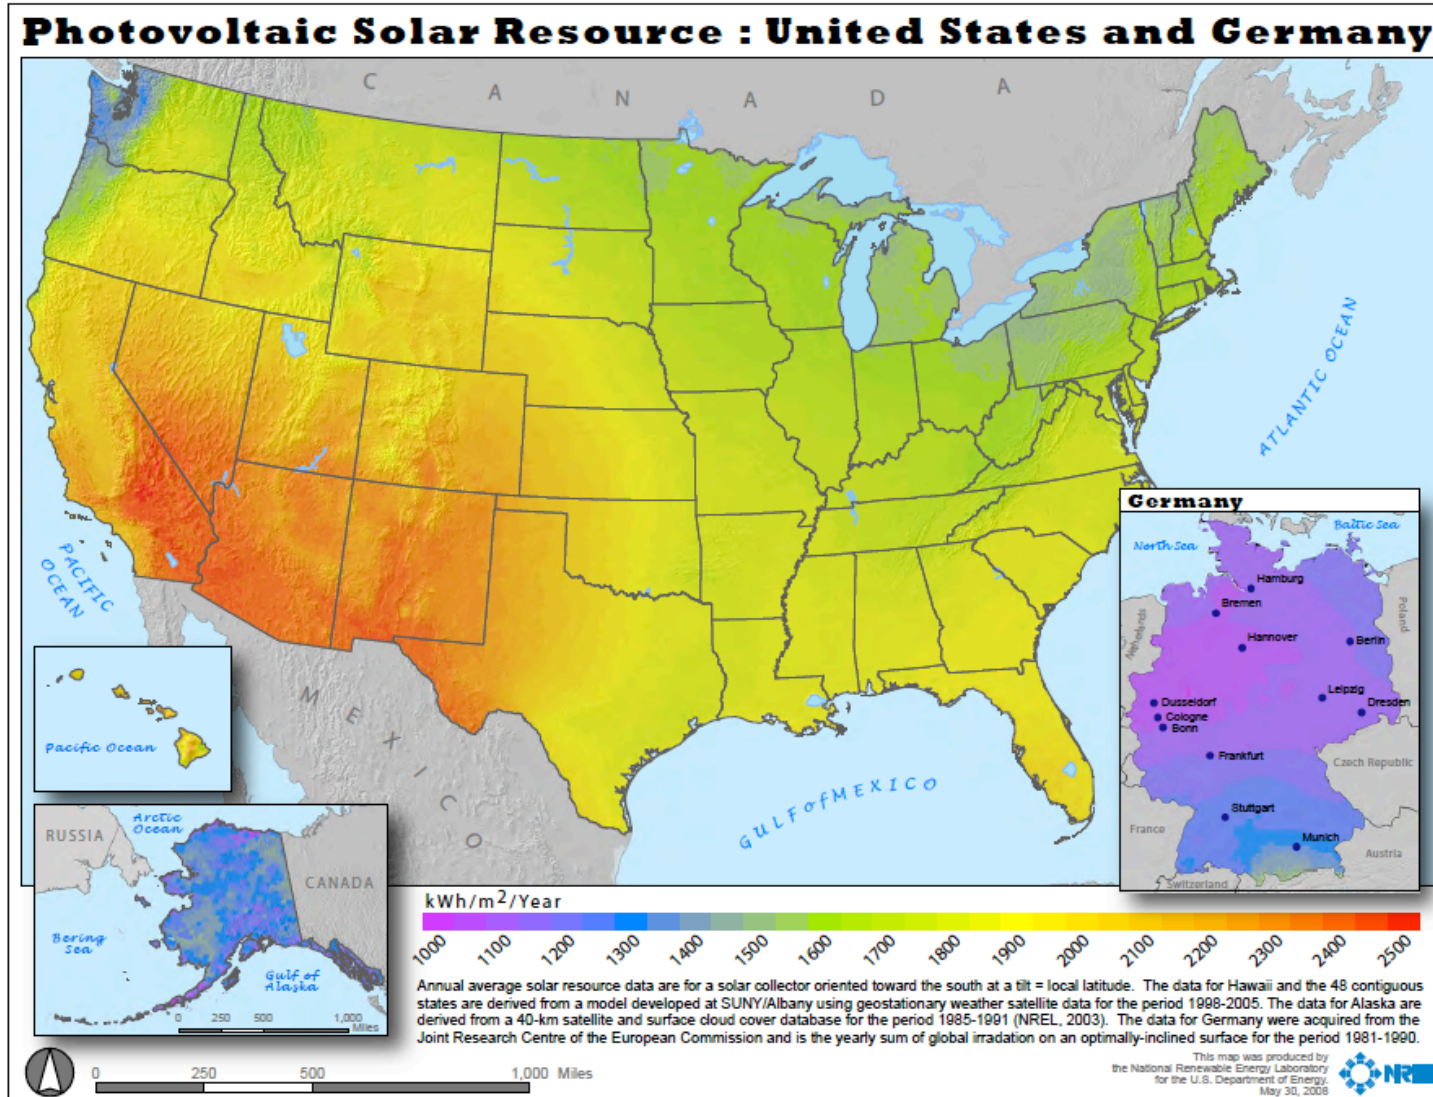 Photovoltaic Solar Resource : United States and Germany
C A N A D A
PACIFIC
OCEAN
ATLANTIC OCEAN
MEXICO
GULF of MEXICO
Pacific Ocean
RUSSIA
Arctic
Ocean
CANADA
Bering
Sea
Gulf of
Alaska
0 250 500 1,000
Miles
Germany
North Sea
Baltic Sea
Hamburg
Bremen
Poland
Netherlands
Hannover
Berlin
Leipzig
Dusseldorf
Dresden
Cologne
Bonn
Frankfurt
Czech Republic
Stuttgart
France
Munich
Austria
Switzerland
kWh/m²/Year
1000 1100 1200 1300 1400 1500 1600 1700 1800 1900 2000 2100 2200 2300 2400 2500
Annual average solar resource data are for a solar collector oriented toward the south at a tilt = local latitude. The data for Hawaii and the 48 contiguous
states are derived from a model developed at SUNY/Albany using geostationary weather satellite data for the period 1998-2005. The data for Alaska are
derived from a 40-km satellite and surface cloud cover database for the period 1985-1991 (NREL, 2003). The data for Germany were acquired from the
Joint Research Centre of the European Commission and is the yearly sum of global irradation on an optimally-inclined surface for the period 1981-1990.
0 250 500 1,000 Miles
This map was produced by
the National Renewable Energy Laboratory
for the U.S. Department of Energy.
May 30, 2008